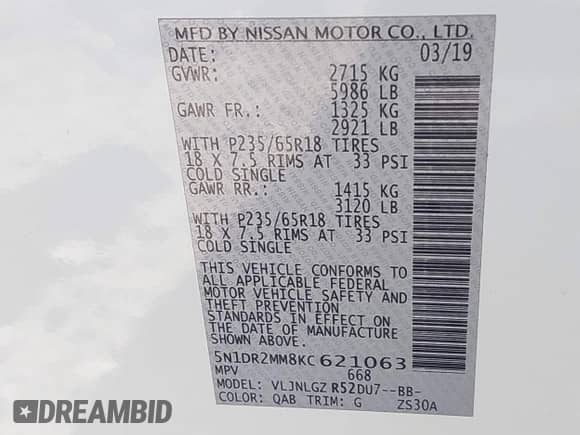 MFD BY NISSAN MOTOR CO., LTD.
DATE: 03/19
GVWR: 2715 KG
5986 LB
GAWR FR.: 1325 KG
2921 LB
WITH P235/65R18 TIRES
18 X 7.5 RIMS AT 33 PSI
COLD SINGLE
GAWR RR.: 1415 KG
3120 LB
WITH P235/65R18 TIRES
18 X 7.5 RIMS AT 33 PSI
COLD SINGLE
THIS VEHICLE CONFORMS TO
ALL APPLICABLE FEDERAL
MOTOR VEHICLE SAFETY AND
THEFT PREVENTION
STANDARDS IN EFFECT ON
THE DATE OF MANUFACTURE
SHOWN ABOVE.
5N1DR2MM8KC621063
MPV 668
MODEL: VLJNLGZ R52DU7--BB-
COLOR: QAB TRIM: G ZS30A
DREAMBID